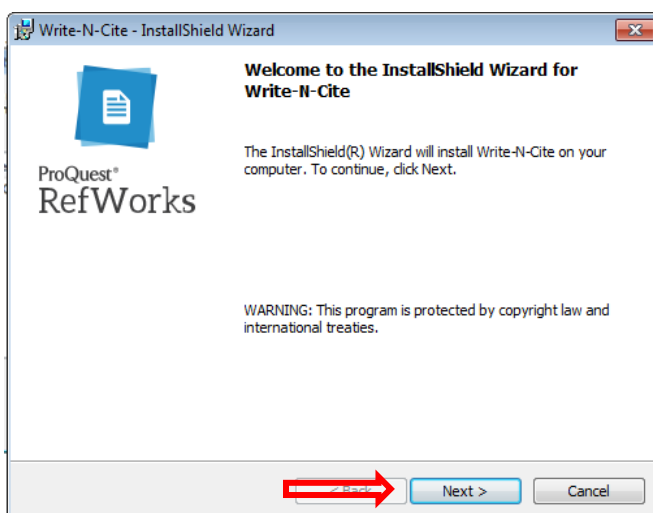 Write-N-Cite - InstallShield Wizard
Welcome to the InstallShield Wizard for
Write-N-Cite
The InstallShield(R) Wizard will install Write-N-Cite on your
computer. To continue, click Next.
ProQuest®
RefWorks
WARNING: This program is protected by copyright law and
international treaties.
< Back
Next >
Cancel